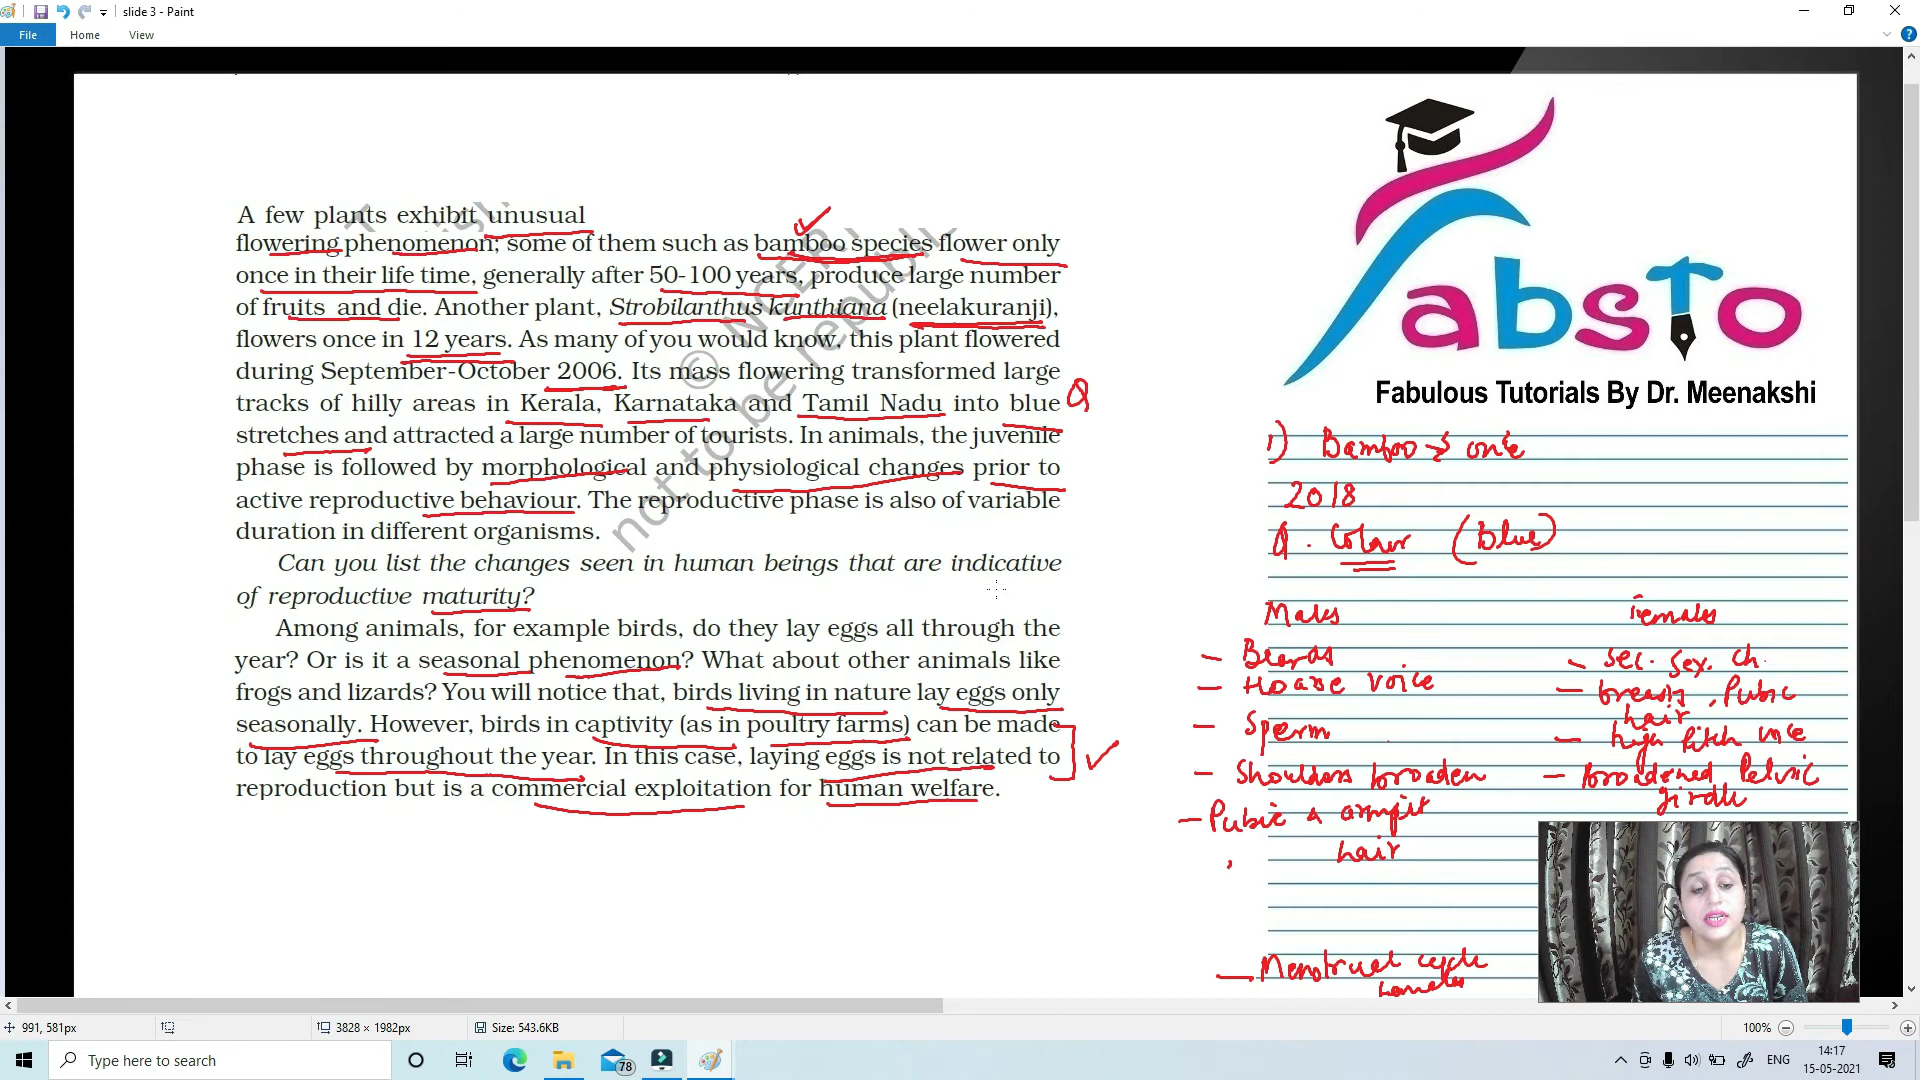 slide 3 - Paint
File Home View
A few plants exhibit unusual
flowering phenomenon; some of them such as bamboo species flower only
once in their life time, generally after 50-100 years, produce large number
of fruits and die. Another plant, Strobilanthus kunthiana (neelakuranji),
flowers once in 12 years. As many of you would know, this plant flowered
during September-October 2006. Its mass flowering transformed large
tracks of hilly areas in Kerala, Karnataka and Tamil Nadu into blue
stretches and attracted a large number of tourists. In animals, the juvenile
phase is followed by morphological and physiological changes prior to
active reproductive behaviour. The reproductive phase is also of variable
duration in different organisms.
Can you list the changes seen in human beings that are indicative
of reproductive maturity?
Among animals, for example birds, do they lay eggs all through the
year? Or is it a seasonal phenomenon? What about other animals like
frogs and lizards? You will notice that, birds living in nature lay eggs only
seasonally. However, birds in captivity (as in poultry farms) can be made
to lay eggs throughout the year. In this case, laying eggs is not related to
reproduction but is a commercial exploitation for human welfare.
© NCERT
not to be republish
Q
absTo
Fabulous Tutorials By Dr. Meenakshi
1) Bamboo → once
2018
Q. Colour (Blue)
Males Females
- Beards - Sec. Sex. Ch.
- Hoarse voice - breasts, Pubic hair
- Sperm - high Pitch voice
- Shoulders broaden - broadened Pelvic girdle
- Pubic & armpit hair
- Menstrual cycle
991, 581px 3828 × 1982px Size: 543.6KB 100%
Type here to search 78 ENG 14:17
15-05-2021